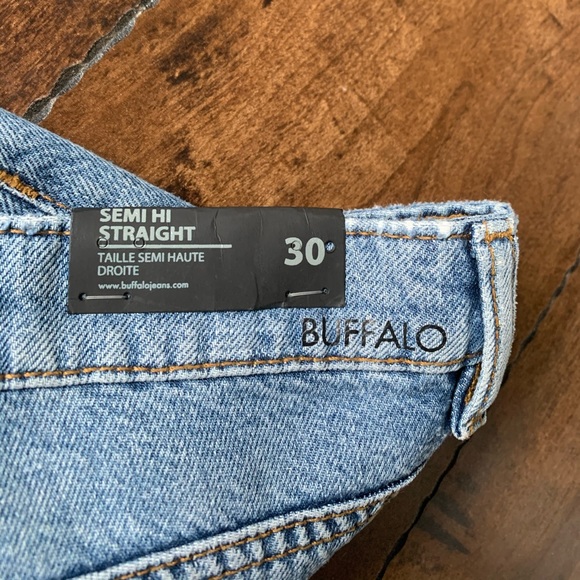 SEMI HI
STRAIGHT
TAILLE SEMI HAUTE
DROITE
www.buffalojeans.com
30
BUFFALO